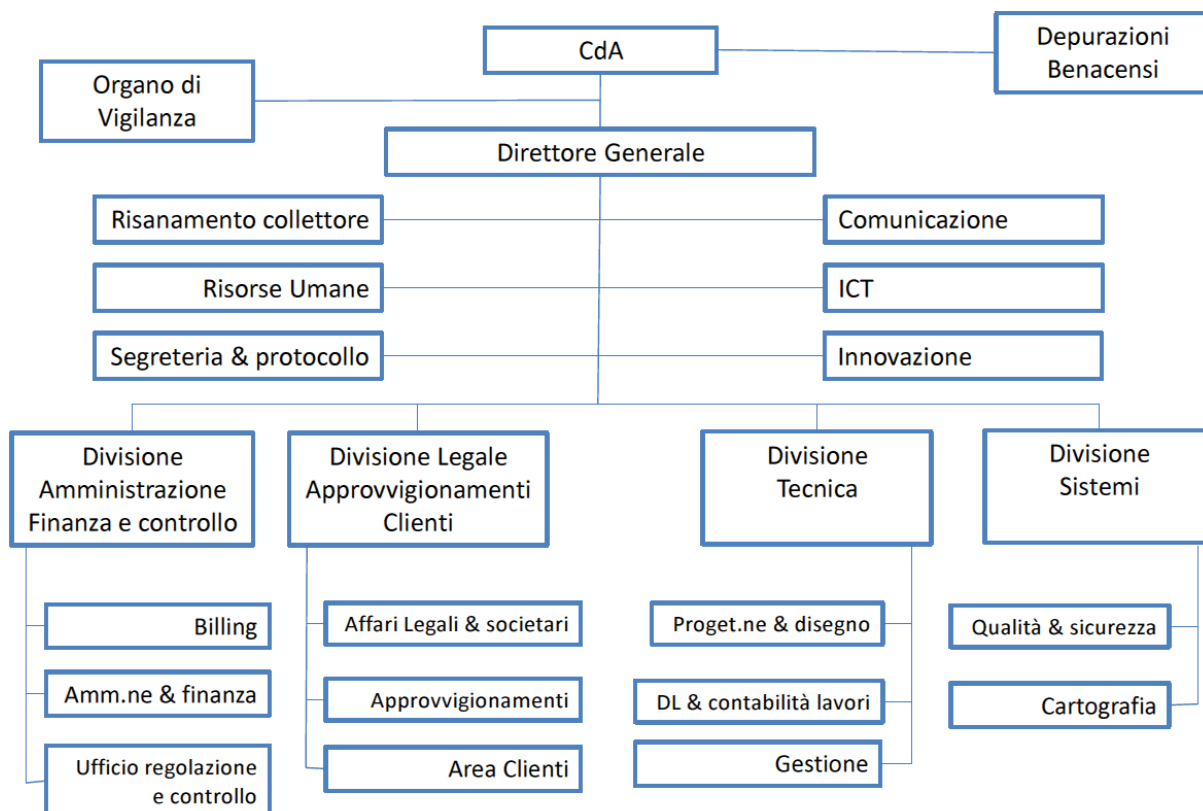 CdA
Depurazioni
Benacensi
Organo di
Vigilanza
Direttore Generale
Risanamento collettore
Comunicazione
Risorse Umane
ICT
Segreteria & protocollo
Innovazione
Divisione
Amministrazione
Finanza e controllo
Divisione Legale
Approvvigionamenti
Clienti
Divisione
Tecnica
Divisione
Sistemi
Billing
Affari Legali & societari
Proget.ne & disegno
Qualità & sicurezza
Amm.ne & finanza
Approvvigionamenti
DL & contabilità lavori
Cartografia
Ufficio regolazione
e controllo
Area Clienti
Gestione